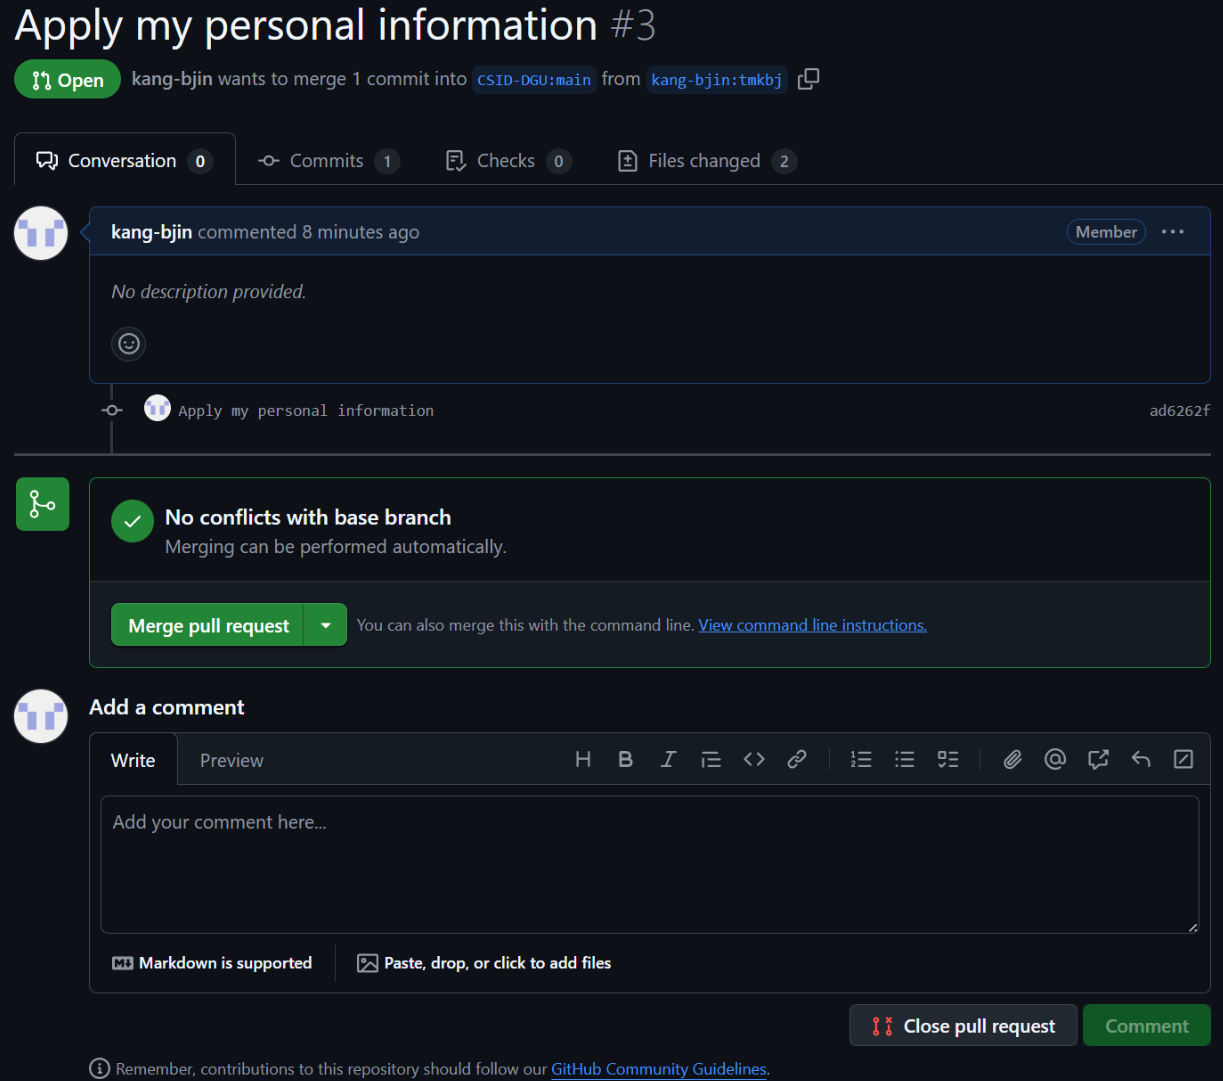 Apply my personal information #3
Open kang-bjin wants to merge 1 commit into CSID-DGU:main from kang-bjin:tmkbj
Conversation 0 Commits 1 Checks 0 Files changed 2
kang-bjin commented 8 minutes ago Member
No description provided.
Apply my personal information ad6262f
No conflicts with base branch
Merging can be performed automatically.
Merge pull request You can also merge this with the command line. View command line instructions.
Add a comment
Write Preview
Add your comment here...
Markdown is supported Paste, drop, or click to add files
Close pull request Comment
Remember, contributions to this repository should follow our GitHub Community Guidelines.